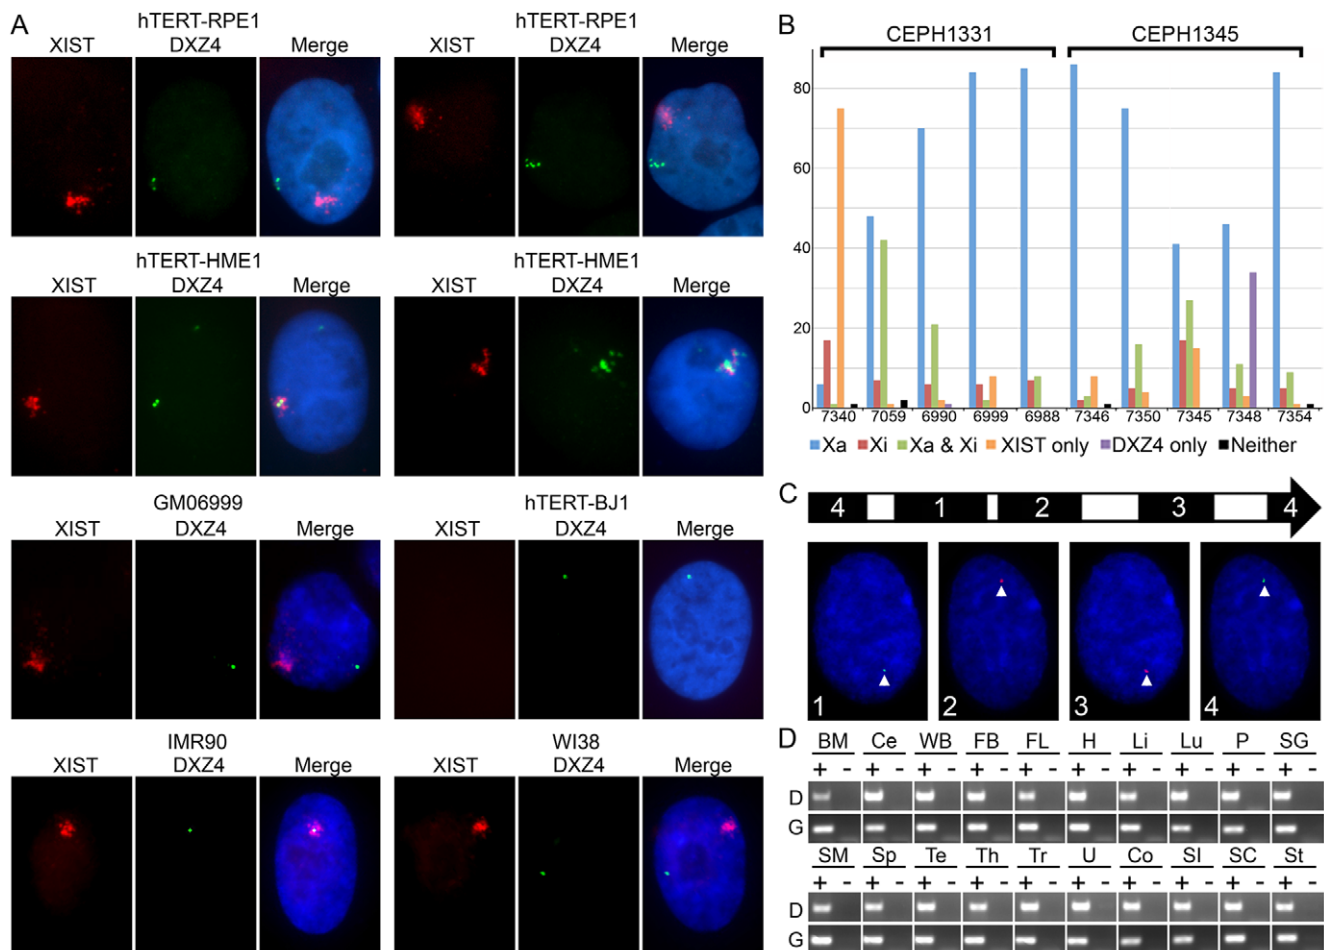 A
hTERT-RPE1
XIST DXZ4 Merge
hTERT-RPE1
XIST DXZ4 Merge
hTERT-HME1
XIST DXZ4 Merge
hTERT-HME1
XIST DXZ4 Merge
GM06999
XIST DXZ4 Merge
hTERT-BJ1
XIST DXZ4 Merge
IMR90
XIST DXZ4 Merge
WI38
XIST DXZ4 Merge
B
CEPH1331 CEPH1345
80
60
40
20
0
7340 7059 6990 6999 6988 7346 7350 7345 7348 7354
Xa Xi Xa & Xi XIST only DXZ4 only Neither
C
4 1 2 3 4
1 2 3 4
D
BM Ce WB FB FL H Li Lu P SG
+ - + - + - + - + - + - + - + - + - + -
D
G
SM Sp Te Th Tr U Co SI SC St
+ - + - + - + - + - + - + - + - + - + -
D
G